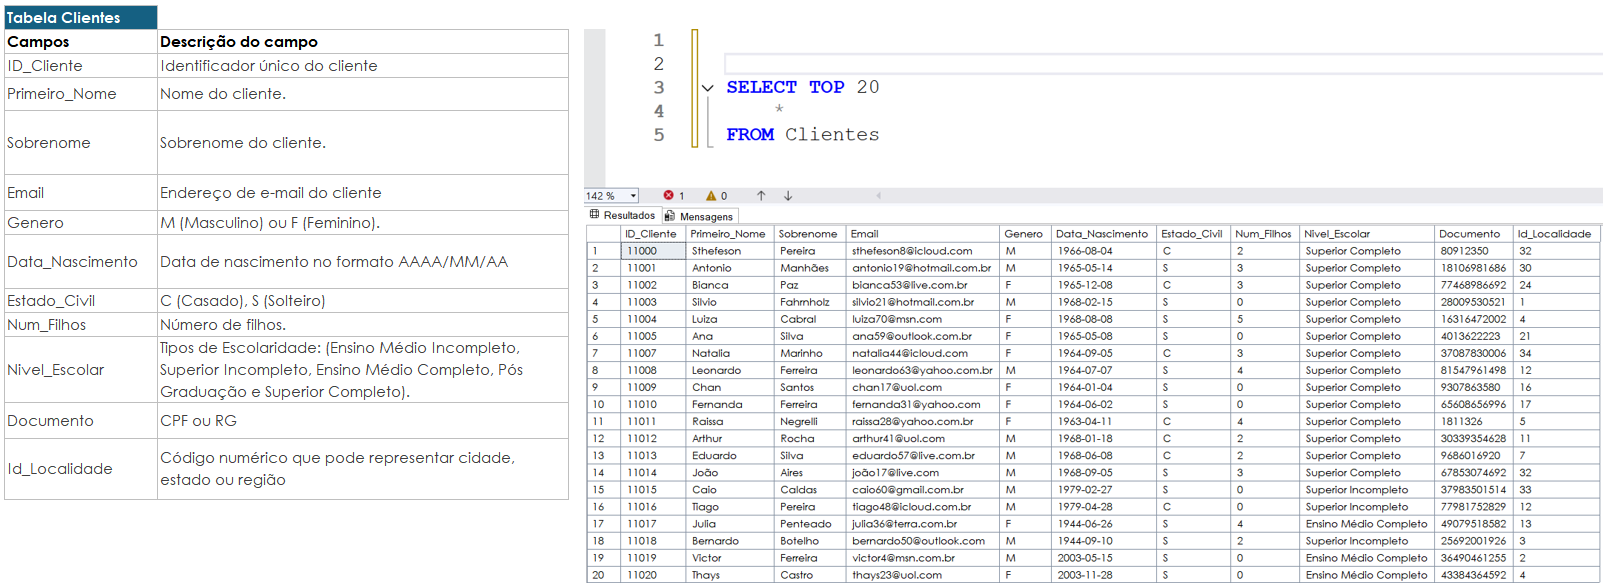 Tabela Clientes
Campos Descrição do campo
ID_Cliente Identificador único do cliente
Primeiro_Nome Nome do cliente.
Sobrenome Sobrenome do cliente.
Email Endereço de e-mail do cliente
Genero M (Masculino) ou F (Feminino).
Data_Nascimento Data de nascimento no formato AAAA/MM/AA
Estado_Civil C (Casado), S (Solteiro)
Num_Filhos Número de filhos.
Nivel_Escolar Tipos de Escolaridade: (Ensino Médio Incompleto,
Superior Incompleto, Ensino Médio Completo, Pós
Graduação e Superior Completo).
Documento CPF ou RG
Id_Localidade Código numérico que pode representar cidade,
estado ou região
1
2
3 SELECT TOP 20
4 *
5 FROM Clientes
142 % 1 0
Resultados Mensagens
ID_Cliente Primeiro_Nome Sobrenome Email Genero Data_Nascimento Estado_Civil Num_Filhos Nivel_Escolar Documento Id_Localidade
1 11000 Sthefeson Pereira sthefeson8@icloud.com M 1966-08-04 C 2 Superior Completo 80912350 32
2 11001 Antonio Manhães antonio19@hotmail.com.br M 1965-05-14 S 3 Superior Completo 18106981686 30
3 11002 Bianca Paz bianca53@live.com.br F 1965-12-08 C 3 Superior Completo 77468986692 24
4 11003 Silvio Fahrnholz silvio21@hotmail.com M 1968-02-15 S 0 Superior Completo 28009530521 1
5 11004 Luiza Cabral luiza70@msn.com F 1968-08-08 S 5 Superior Completo 16316472002 4
6 11005 Ana Silva ana59@outlook.com.br F 1965-05-08 S 0 Superior Completo 4013622223 21
7 11007 Natalia Marinho natalia44@icloud.com F 1964-09-05 C 3 Superior Completo 37087830006 34
8 11008 Leonardo Ferreira leonardo63@yahoo.com.br M 1964-07-07 S 4 Superior Completo 81547961498 12
9 11009 Chan Santos chan17@uol.com F 1964-01-04 S 0 Superior Completo 9307863580 16
10 11010 Fernanda Ferreira fernanda31@yahoo.com F 1964-06-02 S 0 Superior Completo 65608656996 17
11 11011 Raissa Negrelli raissa28@yahoo.com.br F 1963-04-11 C 4 Superior Completo 1811326 5
12 11012 Arthur Rocha arthur41@uol.com M 1968-01-18 C 2 Superior Completo 30339354628 11
13 11013 Eduardo Silva eduardo57@live.com.br M 1968-06-08 C 2 Superior Completo 9686016920 7
14 11014 João Aires joão17@live.com M 1968-09-05 S 3 Superior Completo 67853074692 32
15 11015 Caio Caldas caio60@gmail.com.br M 1979-02-27 S 0 Superior Incompleto 37983501514 33
16 11016 Tiago Pereira tiago48@icloud.com.br M 1979-04-28 C 0 Superior Incompleto 77981752829 12
17 11017 Julia Penteado julia36@terra.com.br F 1944-06-26 S 4 Ensino Médio Completo 49079518582 13
18 11018 Bernardo Botelho bernardo50@outlook.com M 1944-09-10 S 2 Superior Incompleto 25692001926 3
19 11019 Victor Ferreira victor4@msn.com.br M 2003-05-15 S 0 Ensino Médio Completo 36490461255 2
20 11020 Thays Castro thays23@uol.com F 2003-11-28 S 0 Ensino Médio Completo 43384364592 4